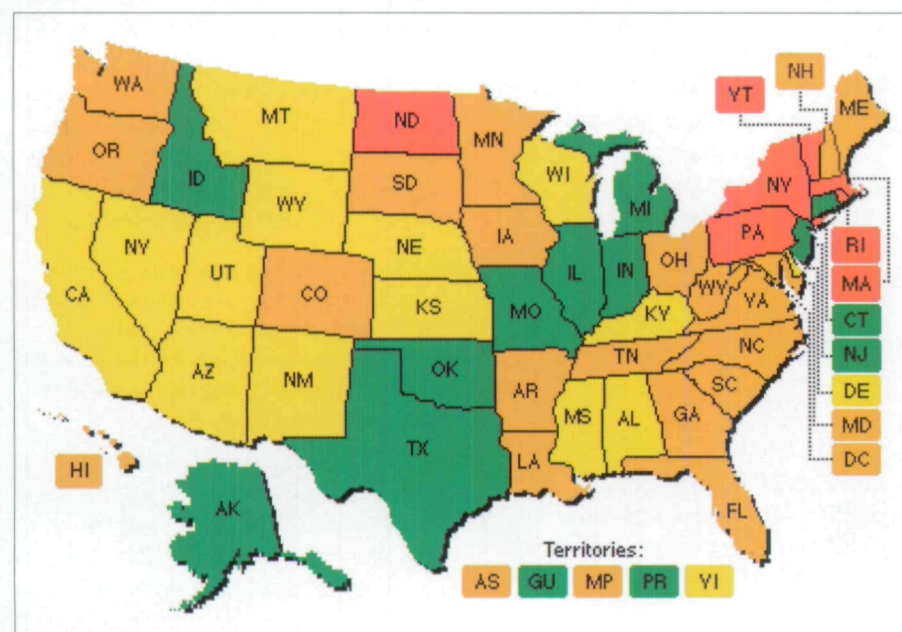 WA
MT
ND
MN
OR
ID
SD
WI
MI
NH
YT
ME
NY
WY
NE
IA
PA
NV
UT
CO
KS
MO
IL
IN
OH
WV
VA
KY
CA
AZ
NM
OK
AR
TN
NC
SC
TX
LA
MS
AL
GA
FL
RI
MA
CT
NJ
DE
MD
DC
HI
AK
Territories:
AS GU MP PR VI